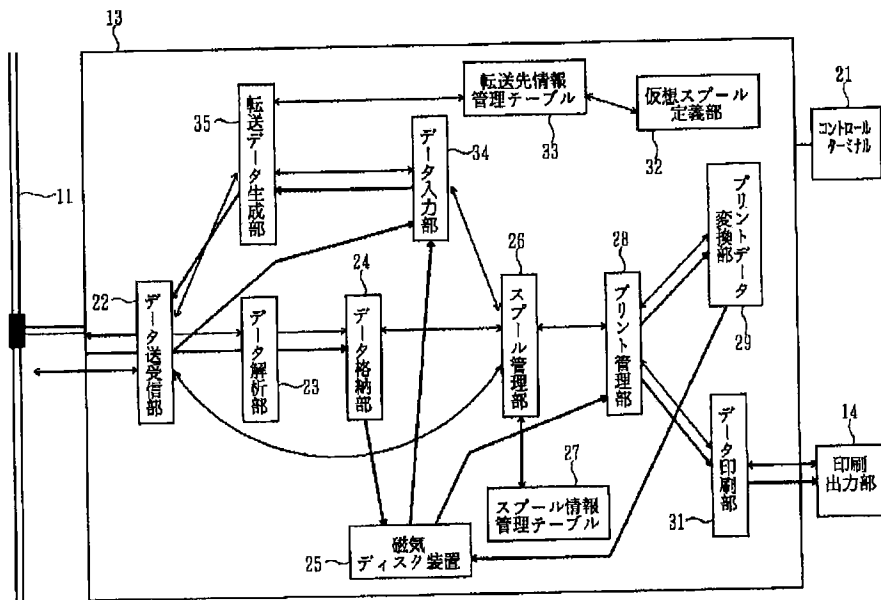 13
転送先情報
管理テーブル
33
仮想スプール
定義部
32
21
コントロール
ターミナル
35
転送データ生成部
データ入力部
34
11
プリントデータ
変換部
29
26
スプール管理部
28
プリント管理部
22
データ送受信部
24
データ格納部
データ解析部
23
27
スプール情報
管理テーブル
データ印刷部
31
14
印刷
出力部
25
磁気
ディスク装置